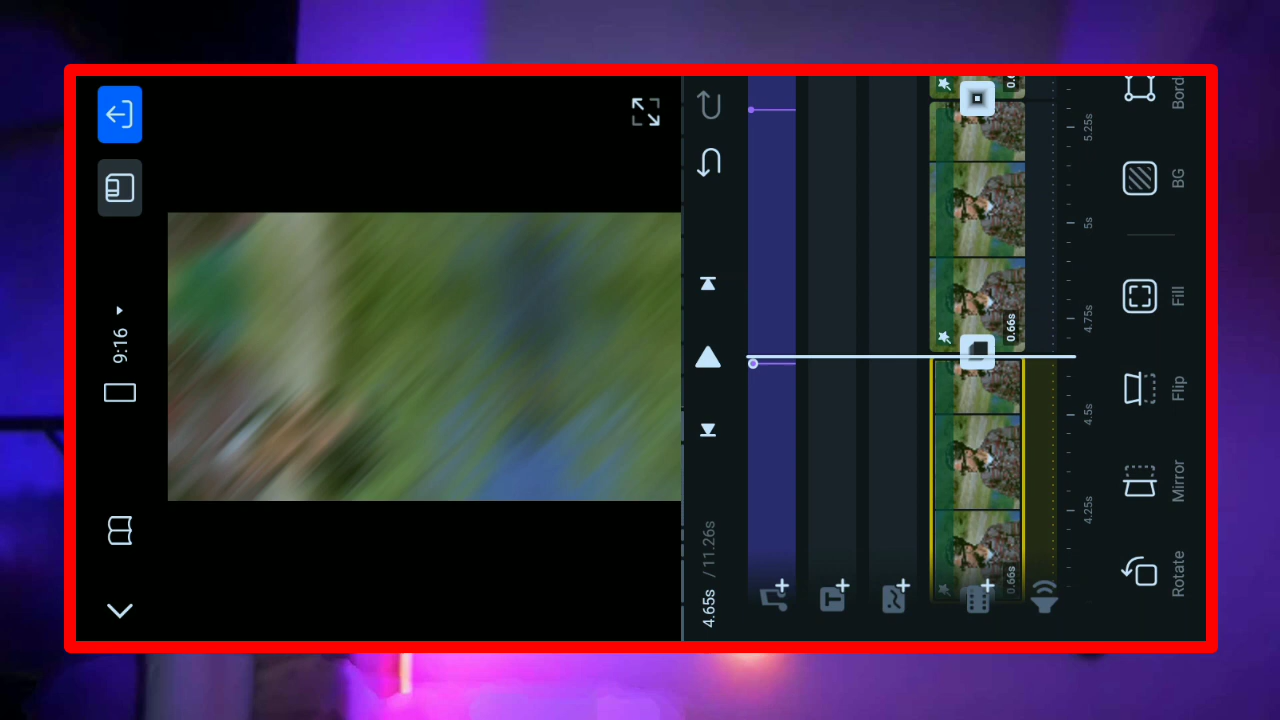 9:16
4.65s / 11.26s
0.66s
0.66s
4.25s
4.5s
4.75s
5s
5.25s
Rotate
Mirror
Flip
Fill
BG
Bord